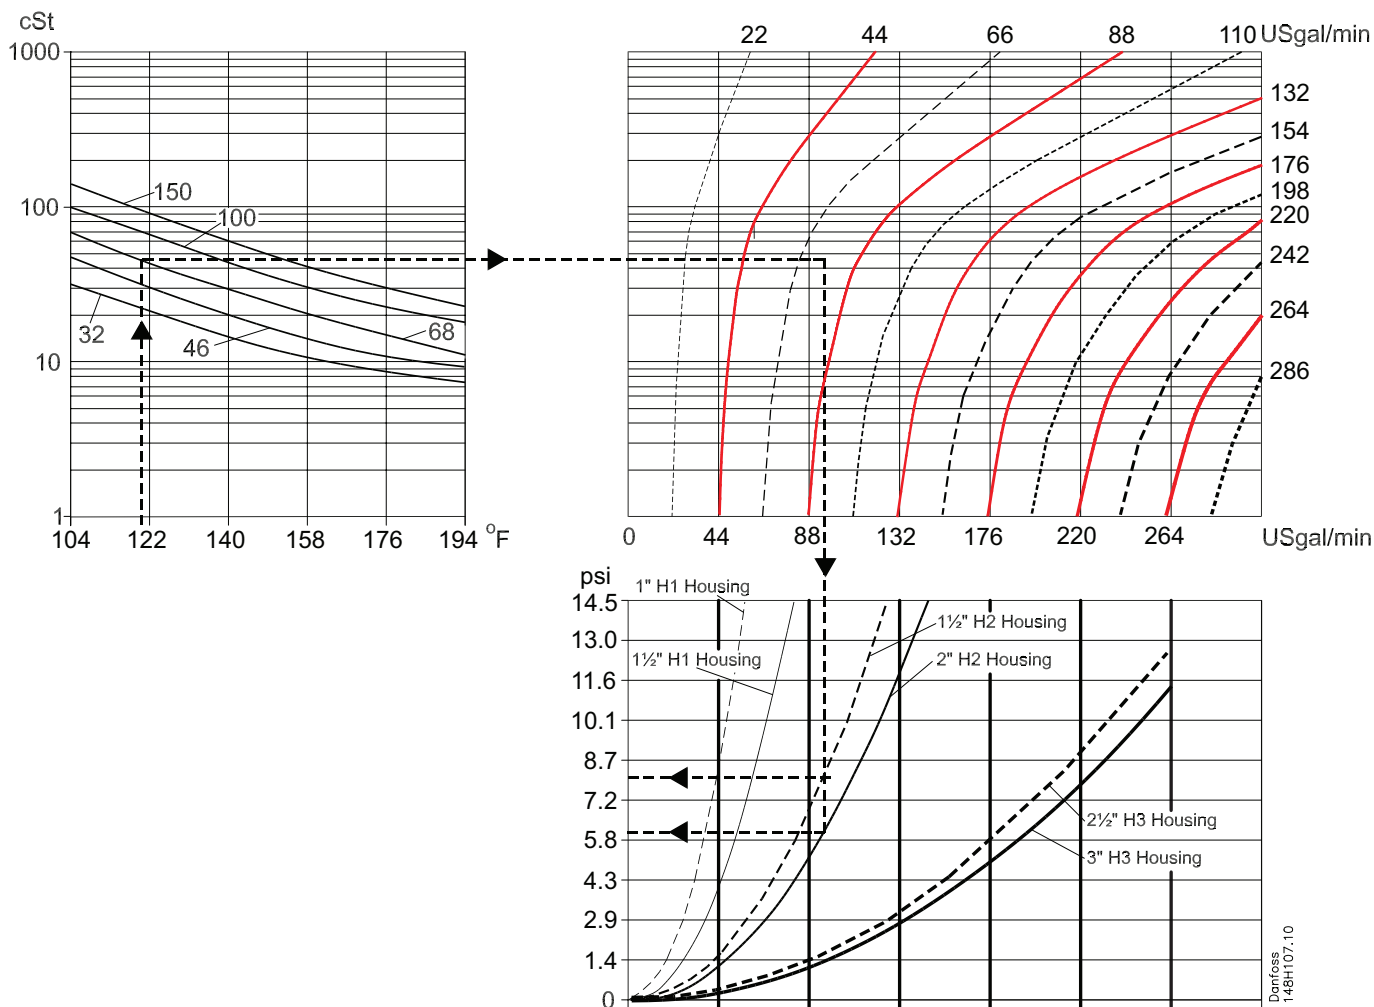 cSt
1000
100
10
1
150
100
68
46
32
104 122 140 158 176 194 °F
22 44 66 88 110 USgal/min
132
154
176
198
220
242
264
286
0 44 88 132 176 220 264 USgal/min
psi
14.5
13.0
11.6
10.1
8.7
7.2
5.8
4.3
2.9
1.4
0
1" H1 Housing
1½" H1 Housing
1½" H2 Housing
2" H2 Housing
2½" H3 Housing
3" H3 Housing
Danfoss
148H107.10